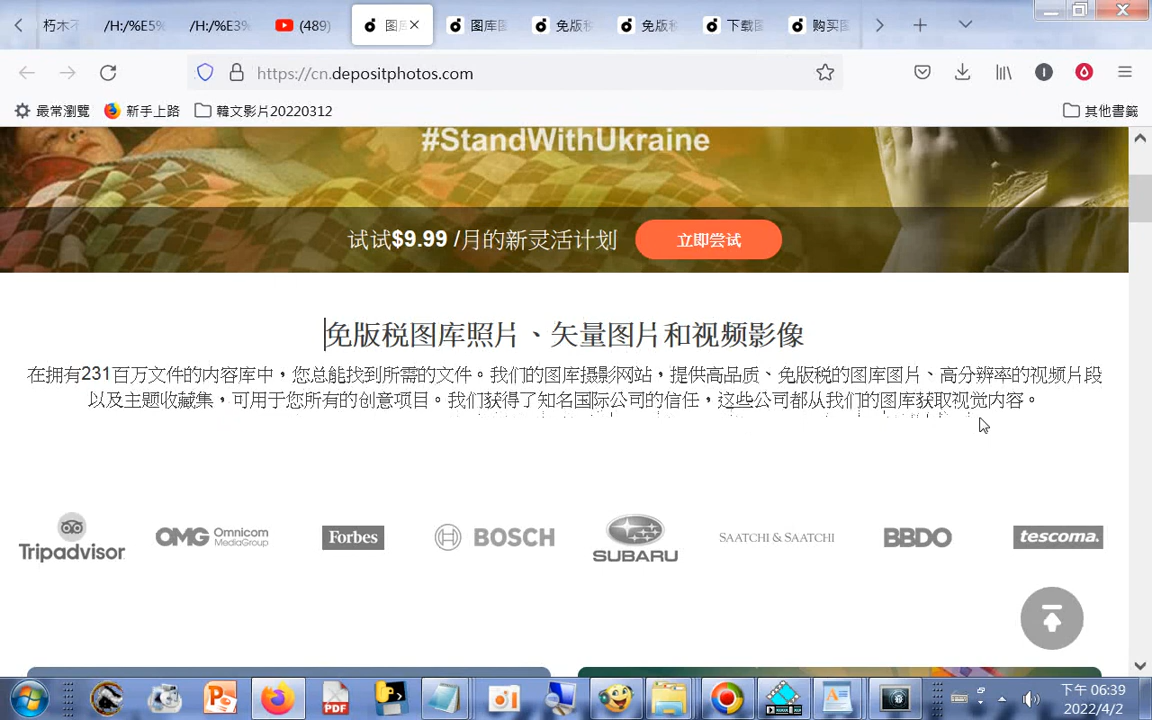 朽木不
/H:/%E5%
/H:/%E3%
(489)
图库
图库图
免版税
免版税
下载图
购买图
https://cn.depositphotos.com
最常瀏覽
新手上路
韓文影片20220312
其他書籤
#StandWithUkraine
试试$9.99 /月的新灵活计划
立即尝试
免版税图库照片、矢量图片和视频影像
在拥有231百万文件的内容库中，您总能找到所需的文件。我们的图库摄影网站，提供高品质、免版税的图库图片、高分辨率的视频片段
以及主题收藏集，可用于您所有的创意项目。我们获得了知名国际公司的信任，这些公司都从我们的图库获取视觉内容。
Tripadvisor
OMG Omnicom
MediaGroup
Forbes
BOSCH
SUBARU
SAATCHI & SAATCHI
BBDO
tescoma.
PDF
下午 06:39
2022/4/2